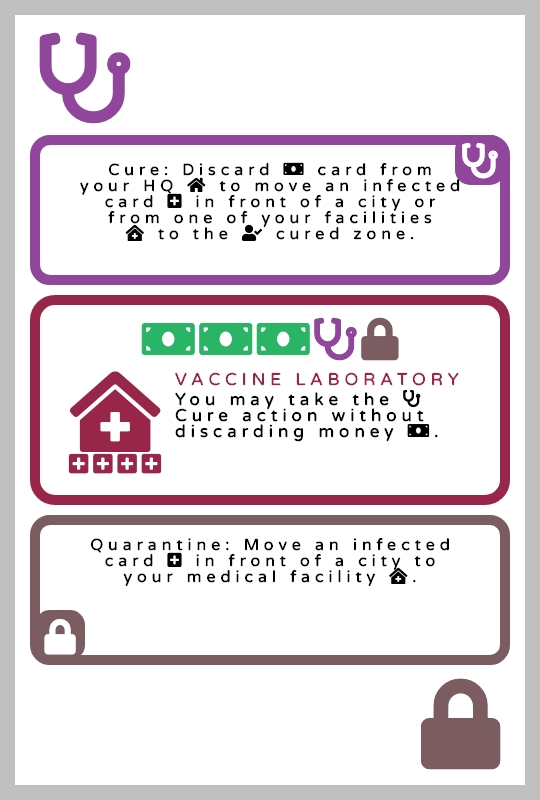 Cure: Discard card from
your HQ to move an infected
card in front of a city or
from one of your facilities
to the cured zone.
VACCINE LABORATORY
You may take the
Cure action without
discarding money .
Quarantine: Move an infected
card in front of a city to
your medical facility .